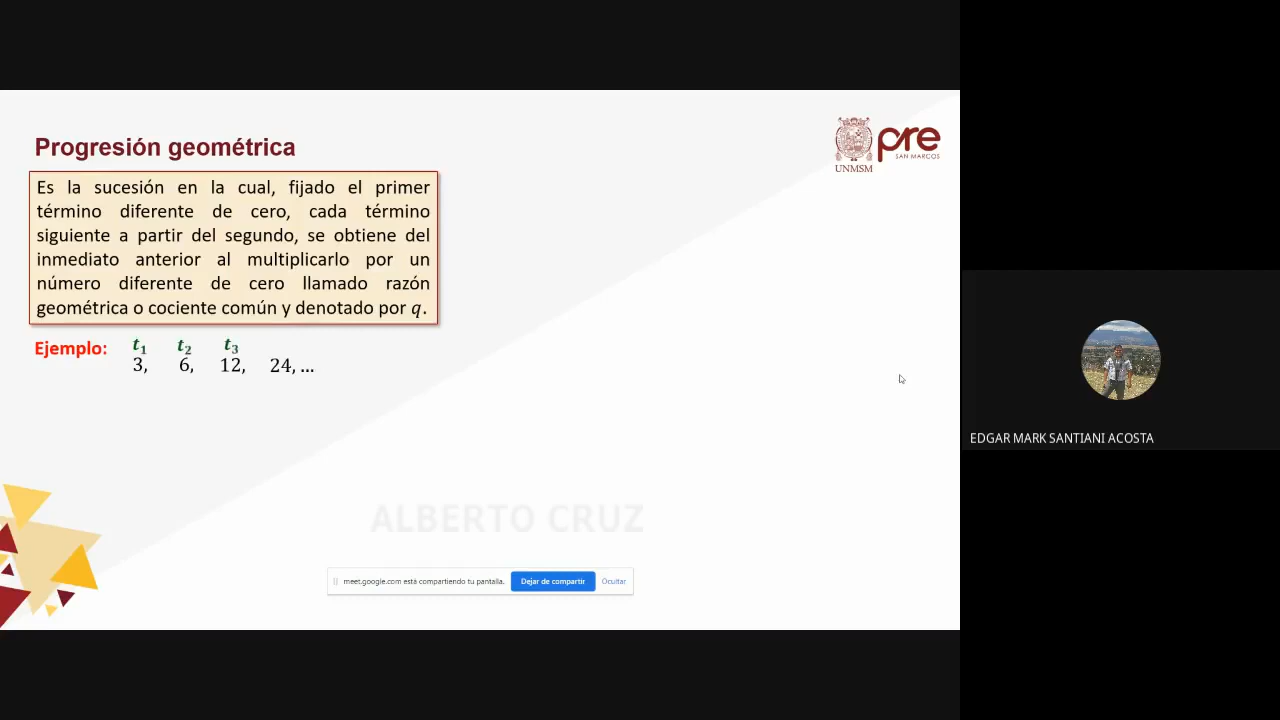 Progresión geométrica
pre
SAN MARCOS
UNMSM
Es la sucesión en la cual, fijado el primer
término diferente de cero, cada término
siguiente a partir del segundo, se obtiene del
inmediato anterior al multiplicarlo por un
número diferente de cero llamado razón
geométrica o cociente común y denotado por q.
Ejemplo: t₁ t₂ t₃
3, 6, 12, 24, ...
EDGAR MARK SANTIANI ACOSTA
ALBERTO CRUZ
meet.google.com está compartiendo tu pantalla. Dejar de compartir Ocultar